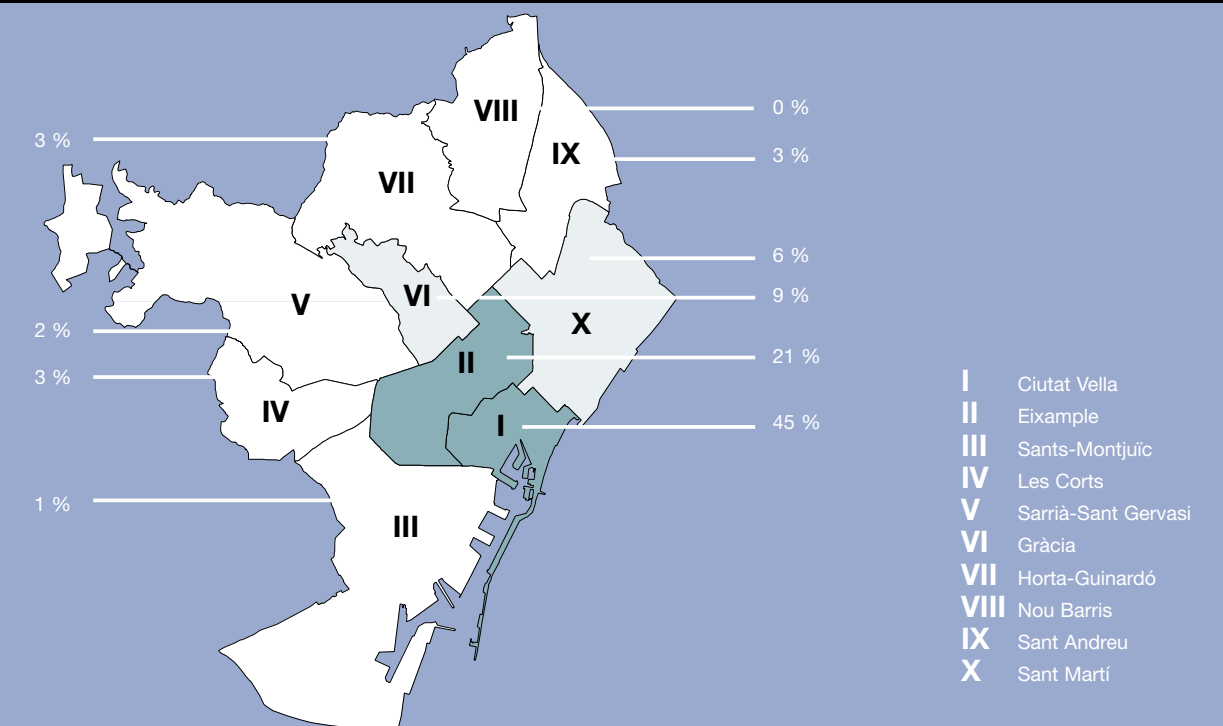 VIII
0 %
3 %
IX
3 %
VII
6 %
VI
9 %
V
X
2 %
II
21 %
3 %
IV
I
45 %
1 %
III
I Ciutat Vella
II Eixample
III Sants-Montjuïc
IV Les Corts
V Sarrià-Sant Gervasi
VI Gràcia
VII Horta-Guinardó
VIII Nou Barris
IX Sant Andreu
X Sant Martí